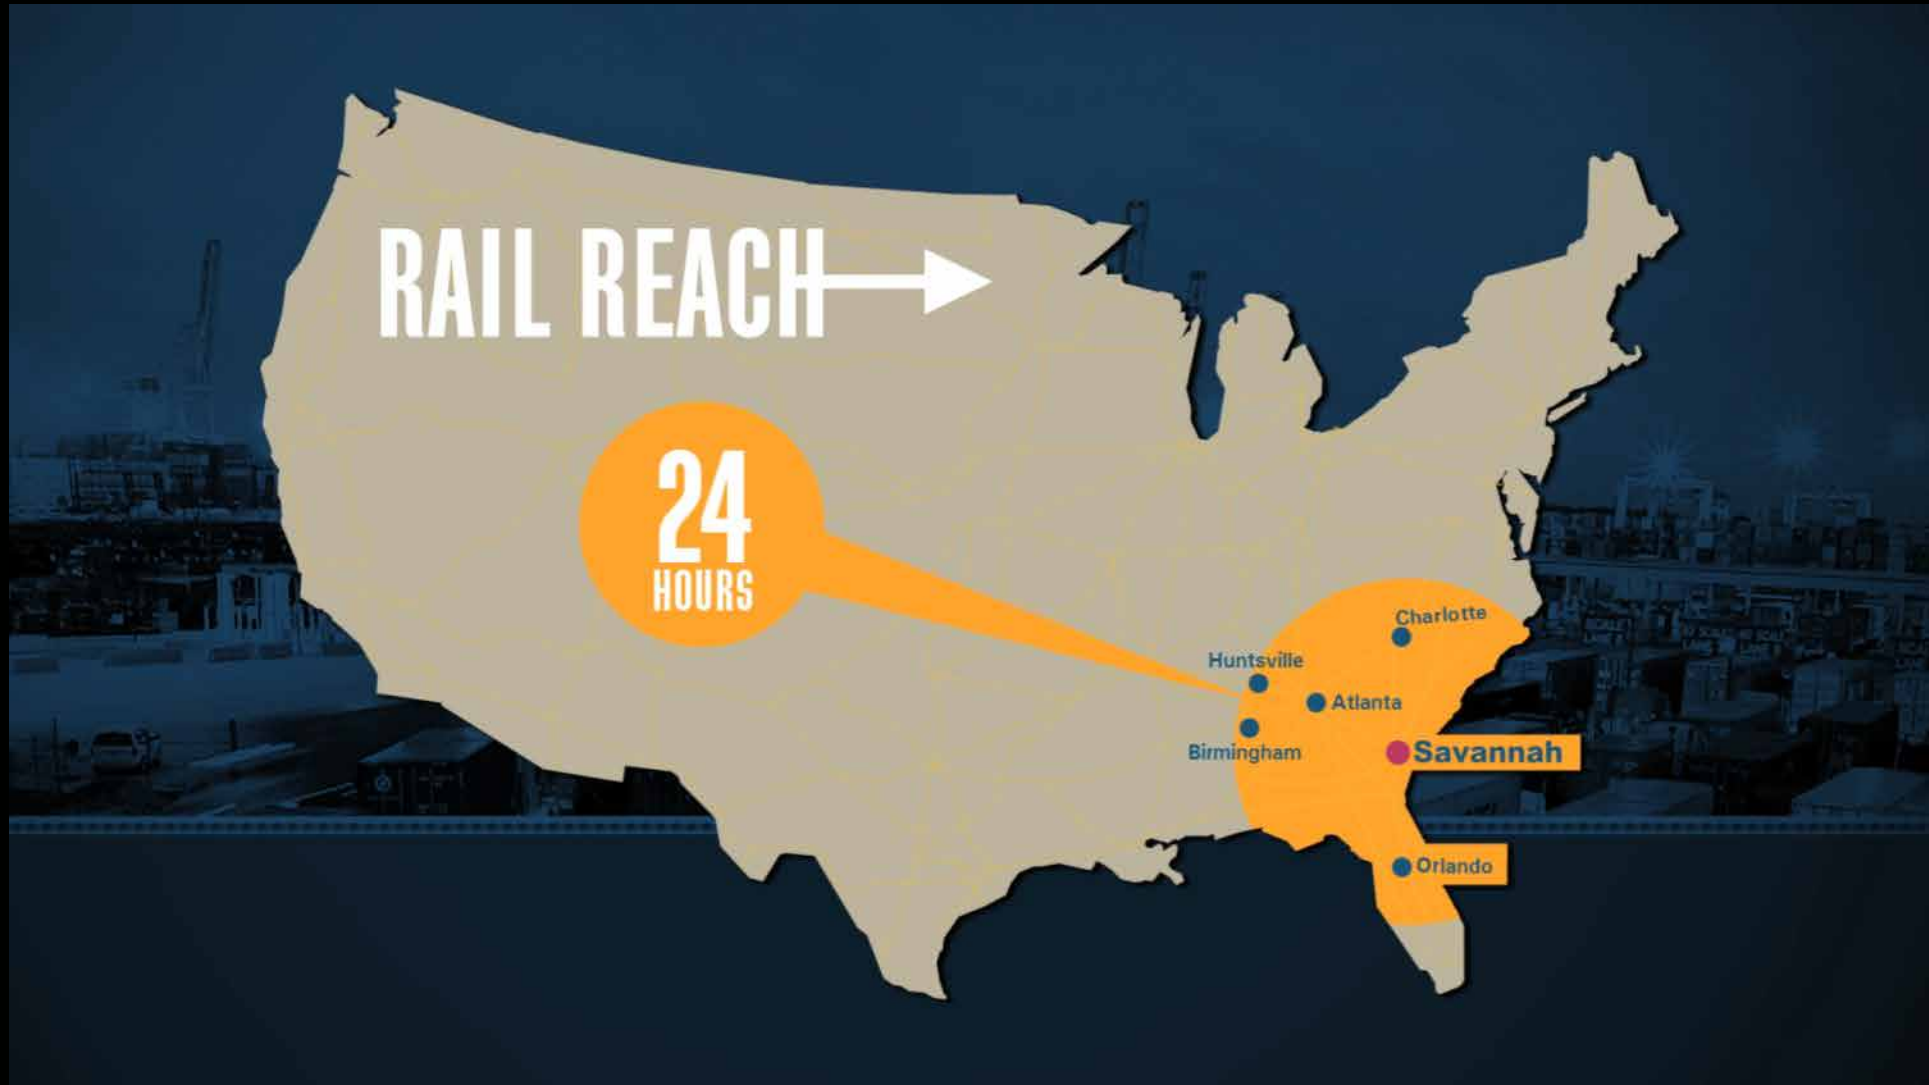 RAIL REACH
24
HOURS
Charlotte
Huntsville
Atlanta
Birmingham
Savannah
Orlando